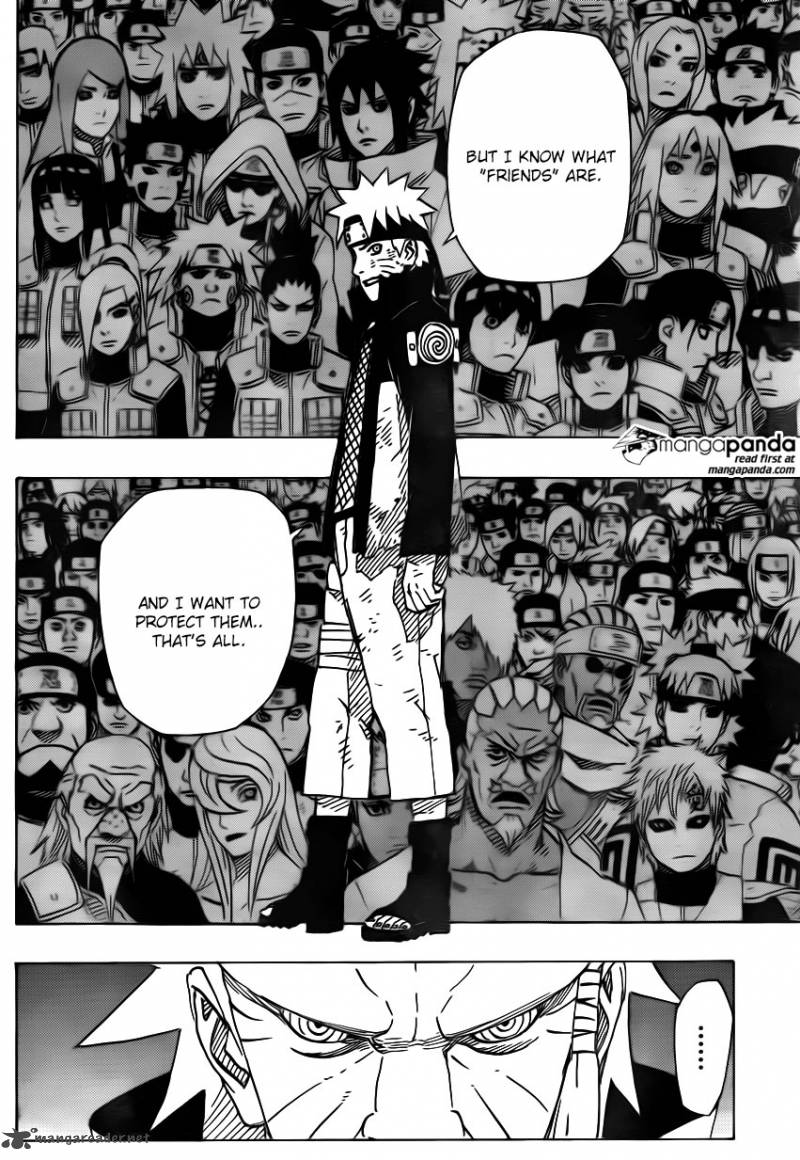 BUT I KNOW WHAT
"FRIENDS" ARE.
mangapanda
read first at
mangapanda.com
AND I WANT TO
PROTECT THEM..
THAT'S ALL.
.......
mangareader.net